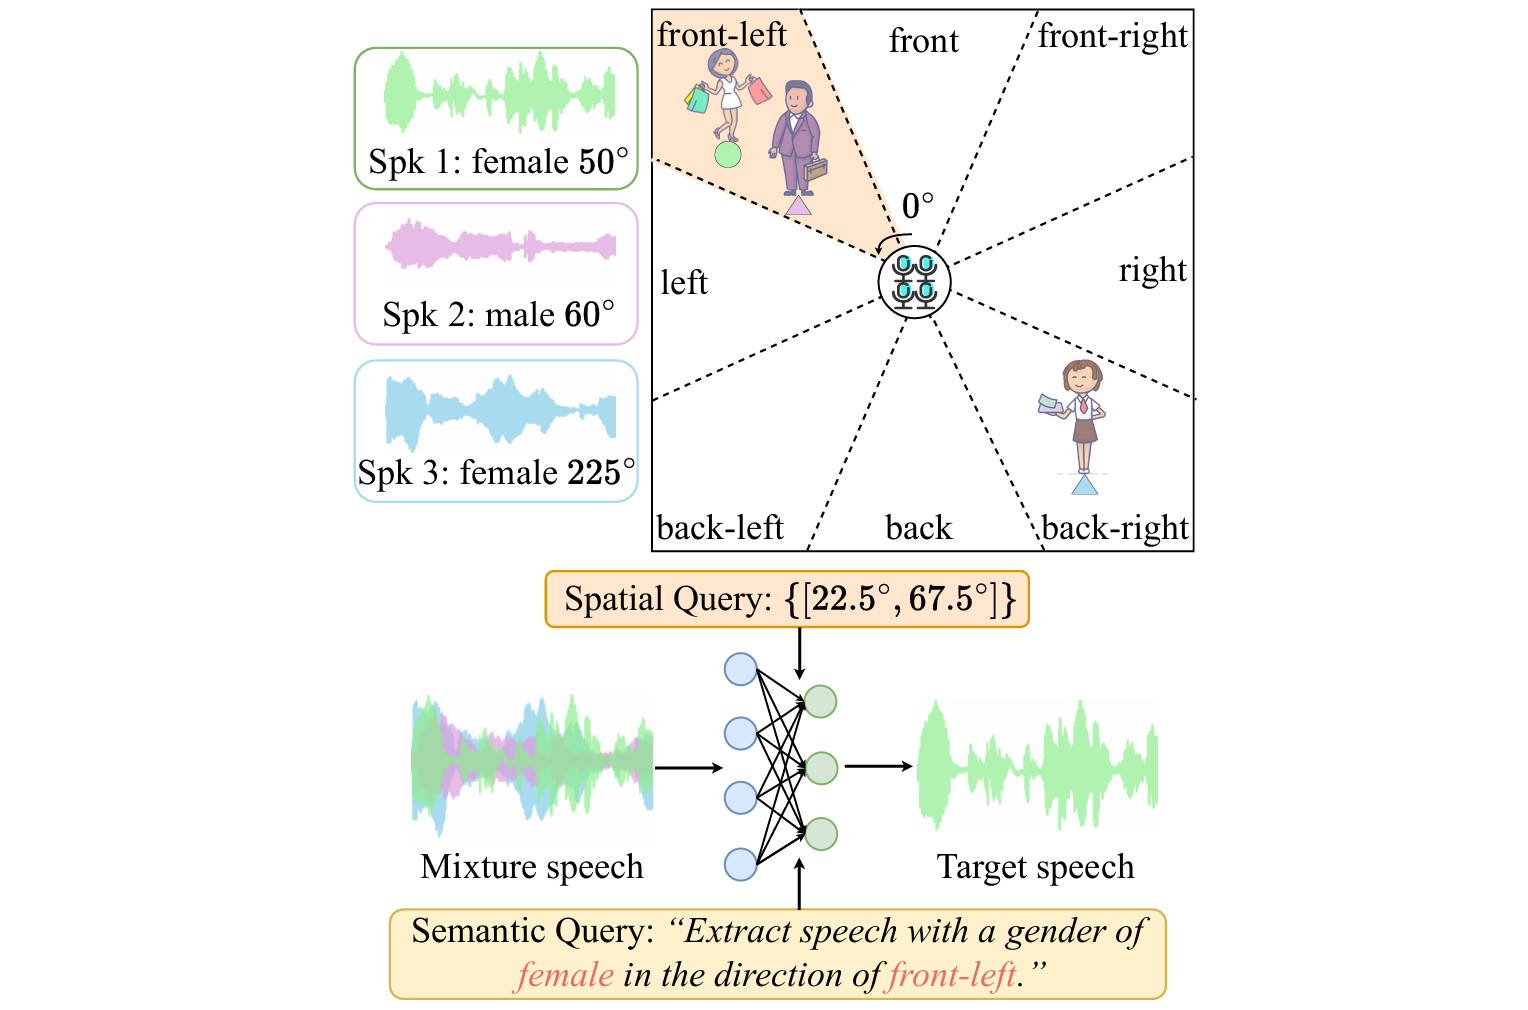 Spk 1: female 50°
Spk 2: male 60°
Spk 3: female 225°
front-left
front
front-right
0°
left
right
back-left
back
back-right
Spatial Query: {[22.5°, 67.5°]}
Mixture speech
Target speech
Semantic Query: “Extract speech with a gender of
female in the direction of front-left.”